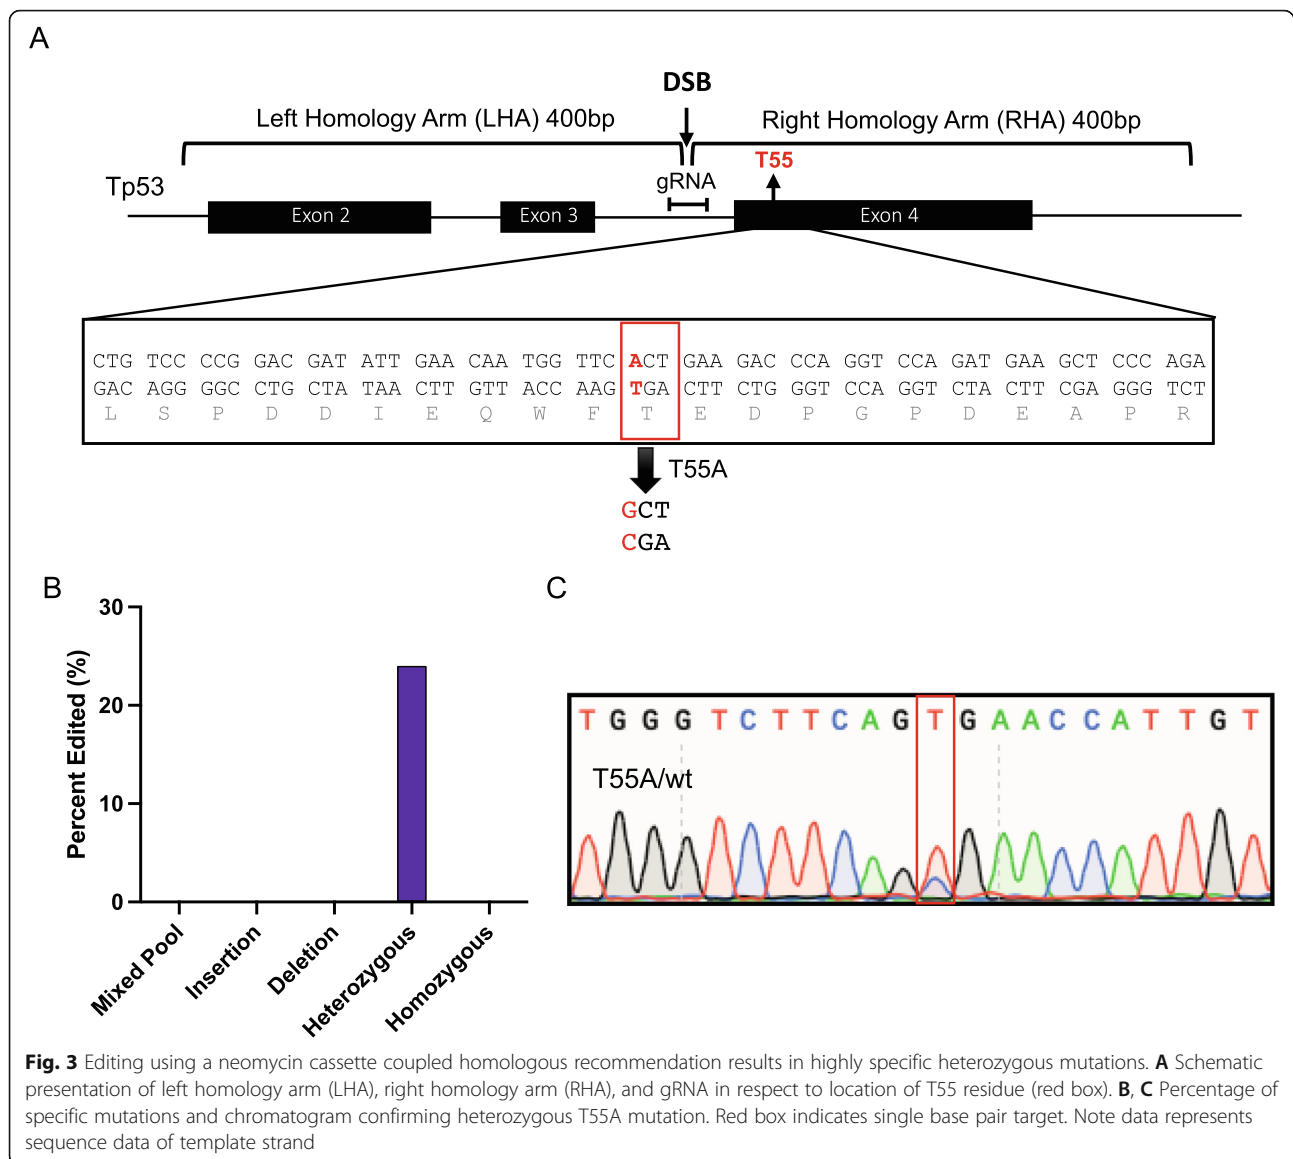 A
DSB
Left Homology Arm (LHA) 400bp
Right Homology Arm (RHA) 400bp
T55
gRNA
Tp53
Exon 2
Exon 3
Exon 4
CTG TCC CCG GAC GAT ATT GAA CAA TGG TTC ACT GAA GAC CCA GGT CCA GAT GAA GCT CCC AGA
GAC AGG GGC CTG CTA TAA CTT GTT ACC AAG TGA CTT CTG GGT CCA GGT CTA CTT CGA GGG TCT
L S P D D I E Q W F T E D P G P D E A P R
T55A
GCT
CGA
B
Percent Edited (%)
30
20
10
0
Mixed Pool
Insertion
Deletion
Heterozygous
Homozygous
C
T G G G T C T T C A G T G A A C C A T T G T
T55A/wt
Fig. 3 Editing using a neomycin cassette coupled homologous recommendation results in highly specific heterozygous mutations. A Schematic
presentation of left homology arm (LHA), right homology arm (RHA), and gRNA in respect to location of T55 residue (red box). B, C Percentage of
specific mutations and chromatogram confirming heterozygous T55A mutation. Red box indicates single base pair target. Note data represents
sequence data of template strand